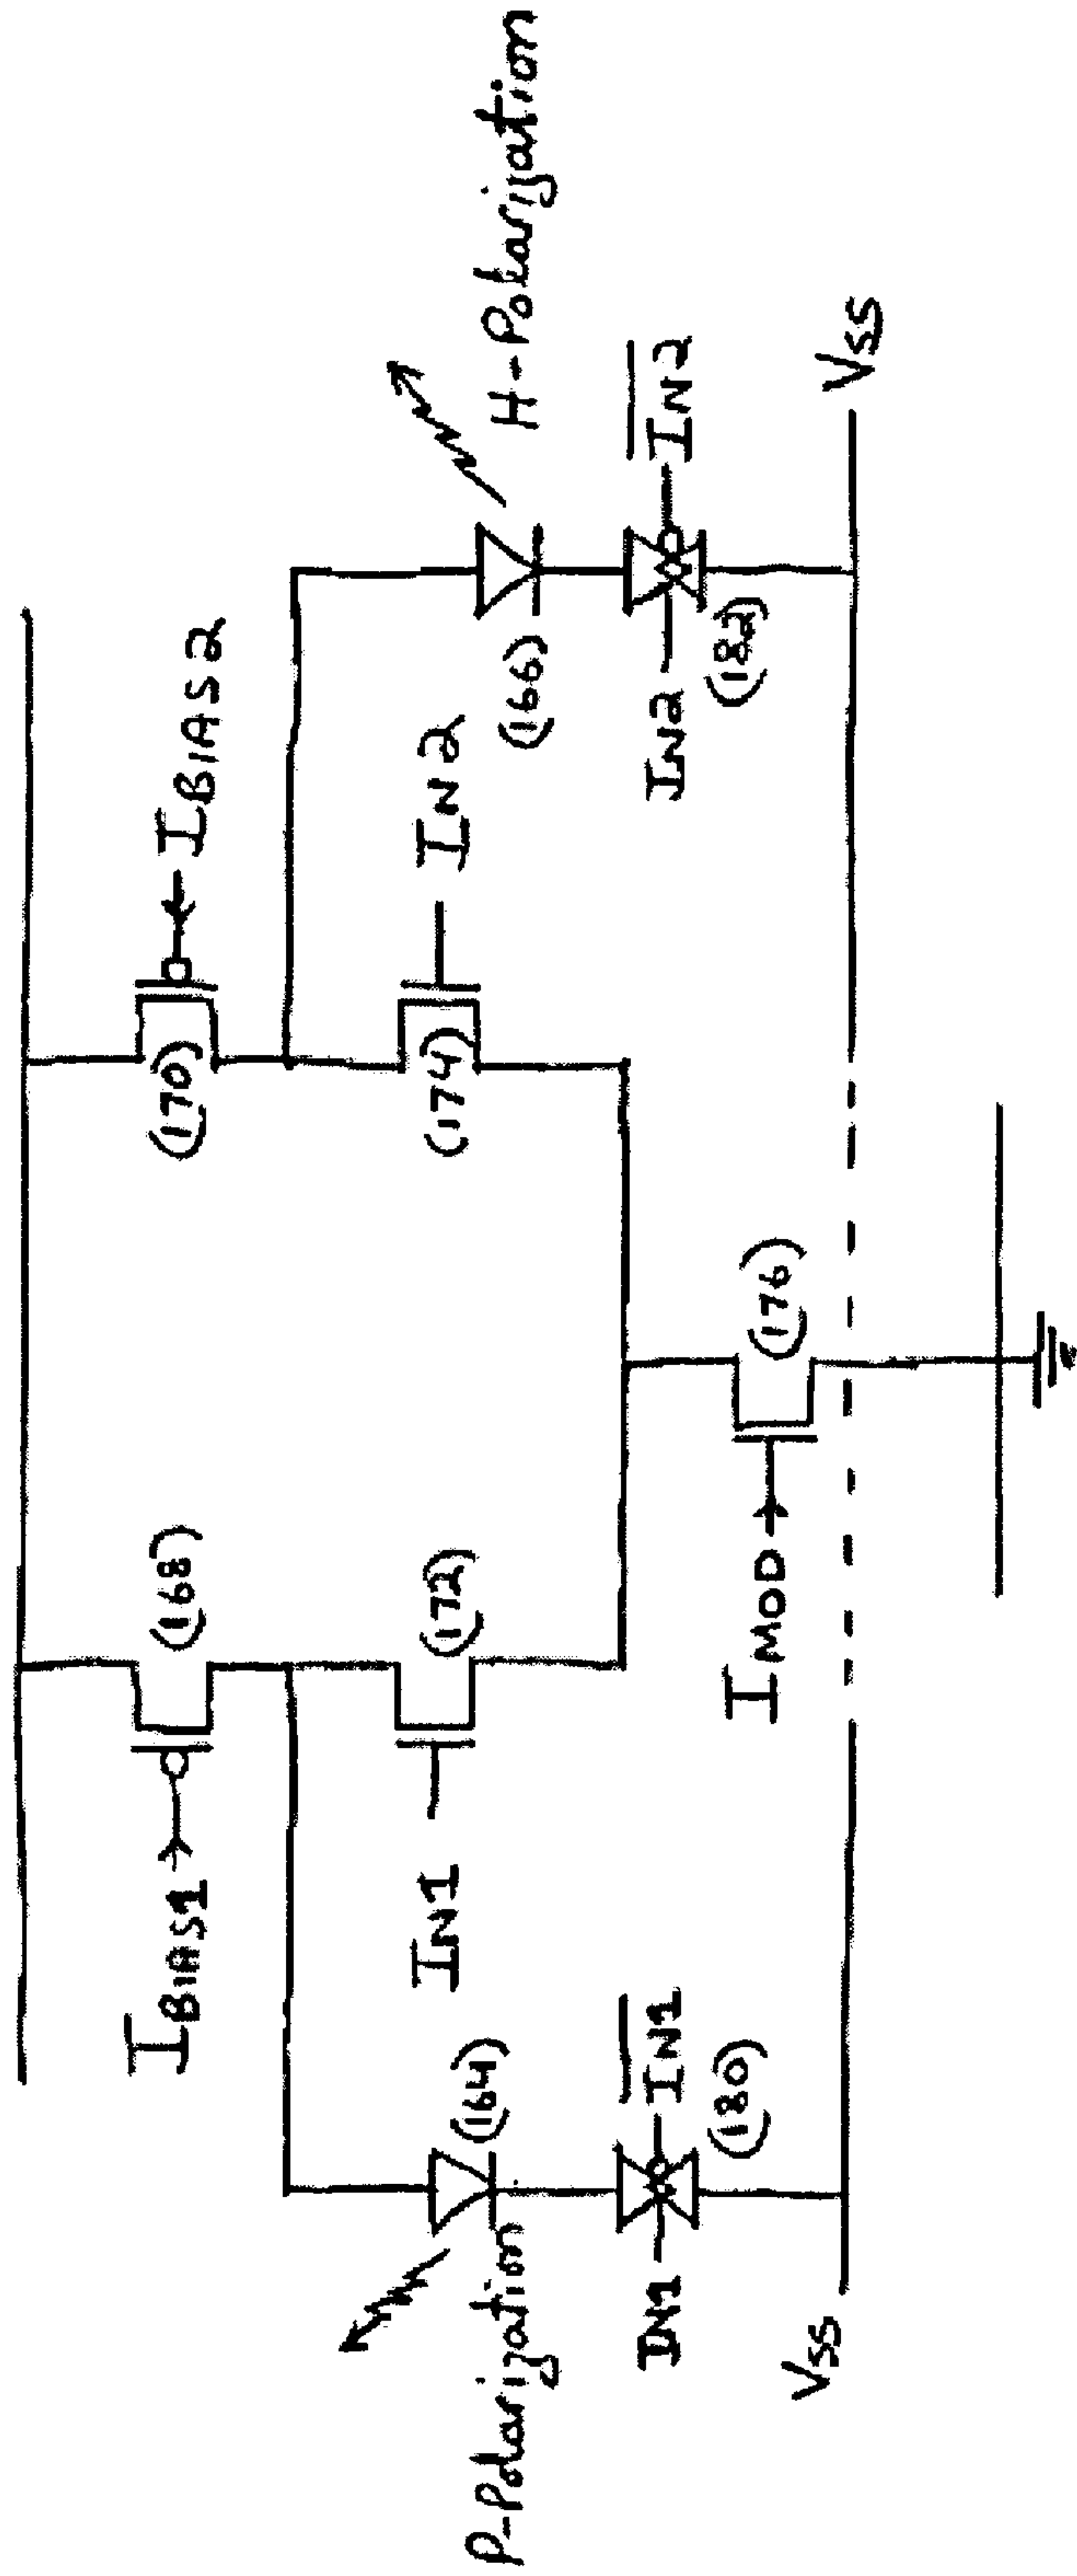 IBIAS1
(168)
(170)
IBIAS2
IN1
(172)
(174)
IN2
P-Polarization
(164)
(166)
H-Polarization
IN1
IN1
(180)
IN2
IN2
(182)
IMOD
(176)
VSS
VSS